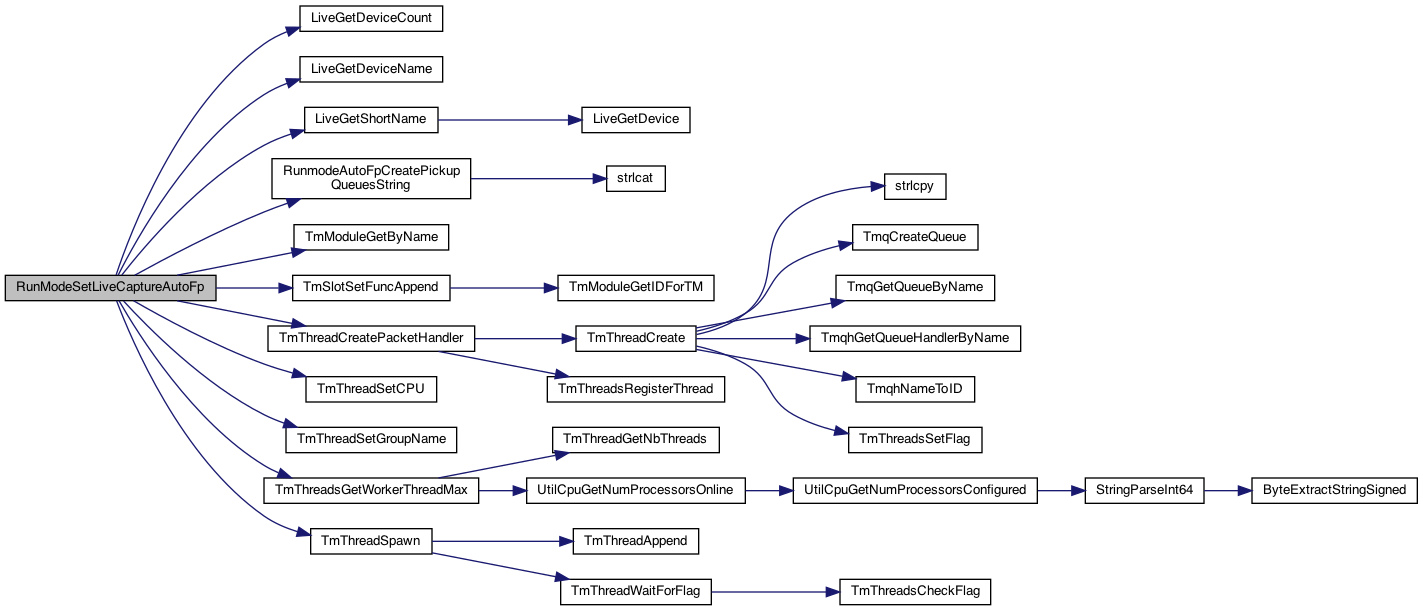 LiveGetDeviceCount
LiveGetDeviceName
LiveGetShortName
LiveGetDevice
RunmodeAutoFpCreatePickup
QueuesString
strlcat
strlcpy
TmModuleGetByName
TmqCreateQueue
RunModeSetLiveCaptureAutoFp
TmSlotSetFuncAppend
TmModuleGetIDForTM
TmqGetQueueByName
TmThreadCreatePacketHandler
TmThreadCreate
TmqhGetQueueHandlerByName
TmThreadSetCPU
TmThreadsRegisterThread
TmqhNameToID
TmThreadSetGroupName
TmThreadGetNbThreads
TmThreadsSetFlag
TmThreadsGetWorkerThreadMax
UtilCpuGetNumProcessorsOnline
UtilCpuGetNumProcessorsConfigured
StringParseInt64
ByteExtractStringSigned
TmThreadSpawn
TmThreadAppend
TmThreadWaitForFlag
TmThreadsCheckFlag